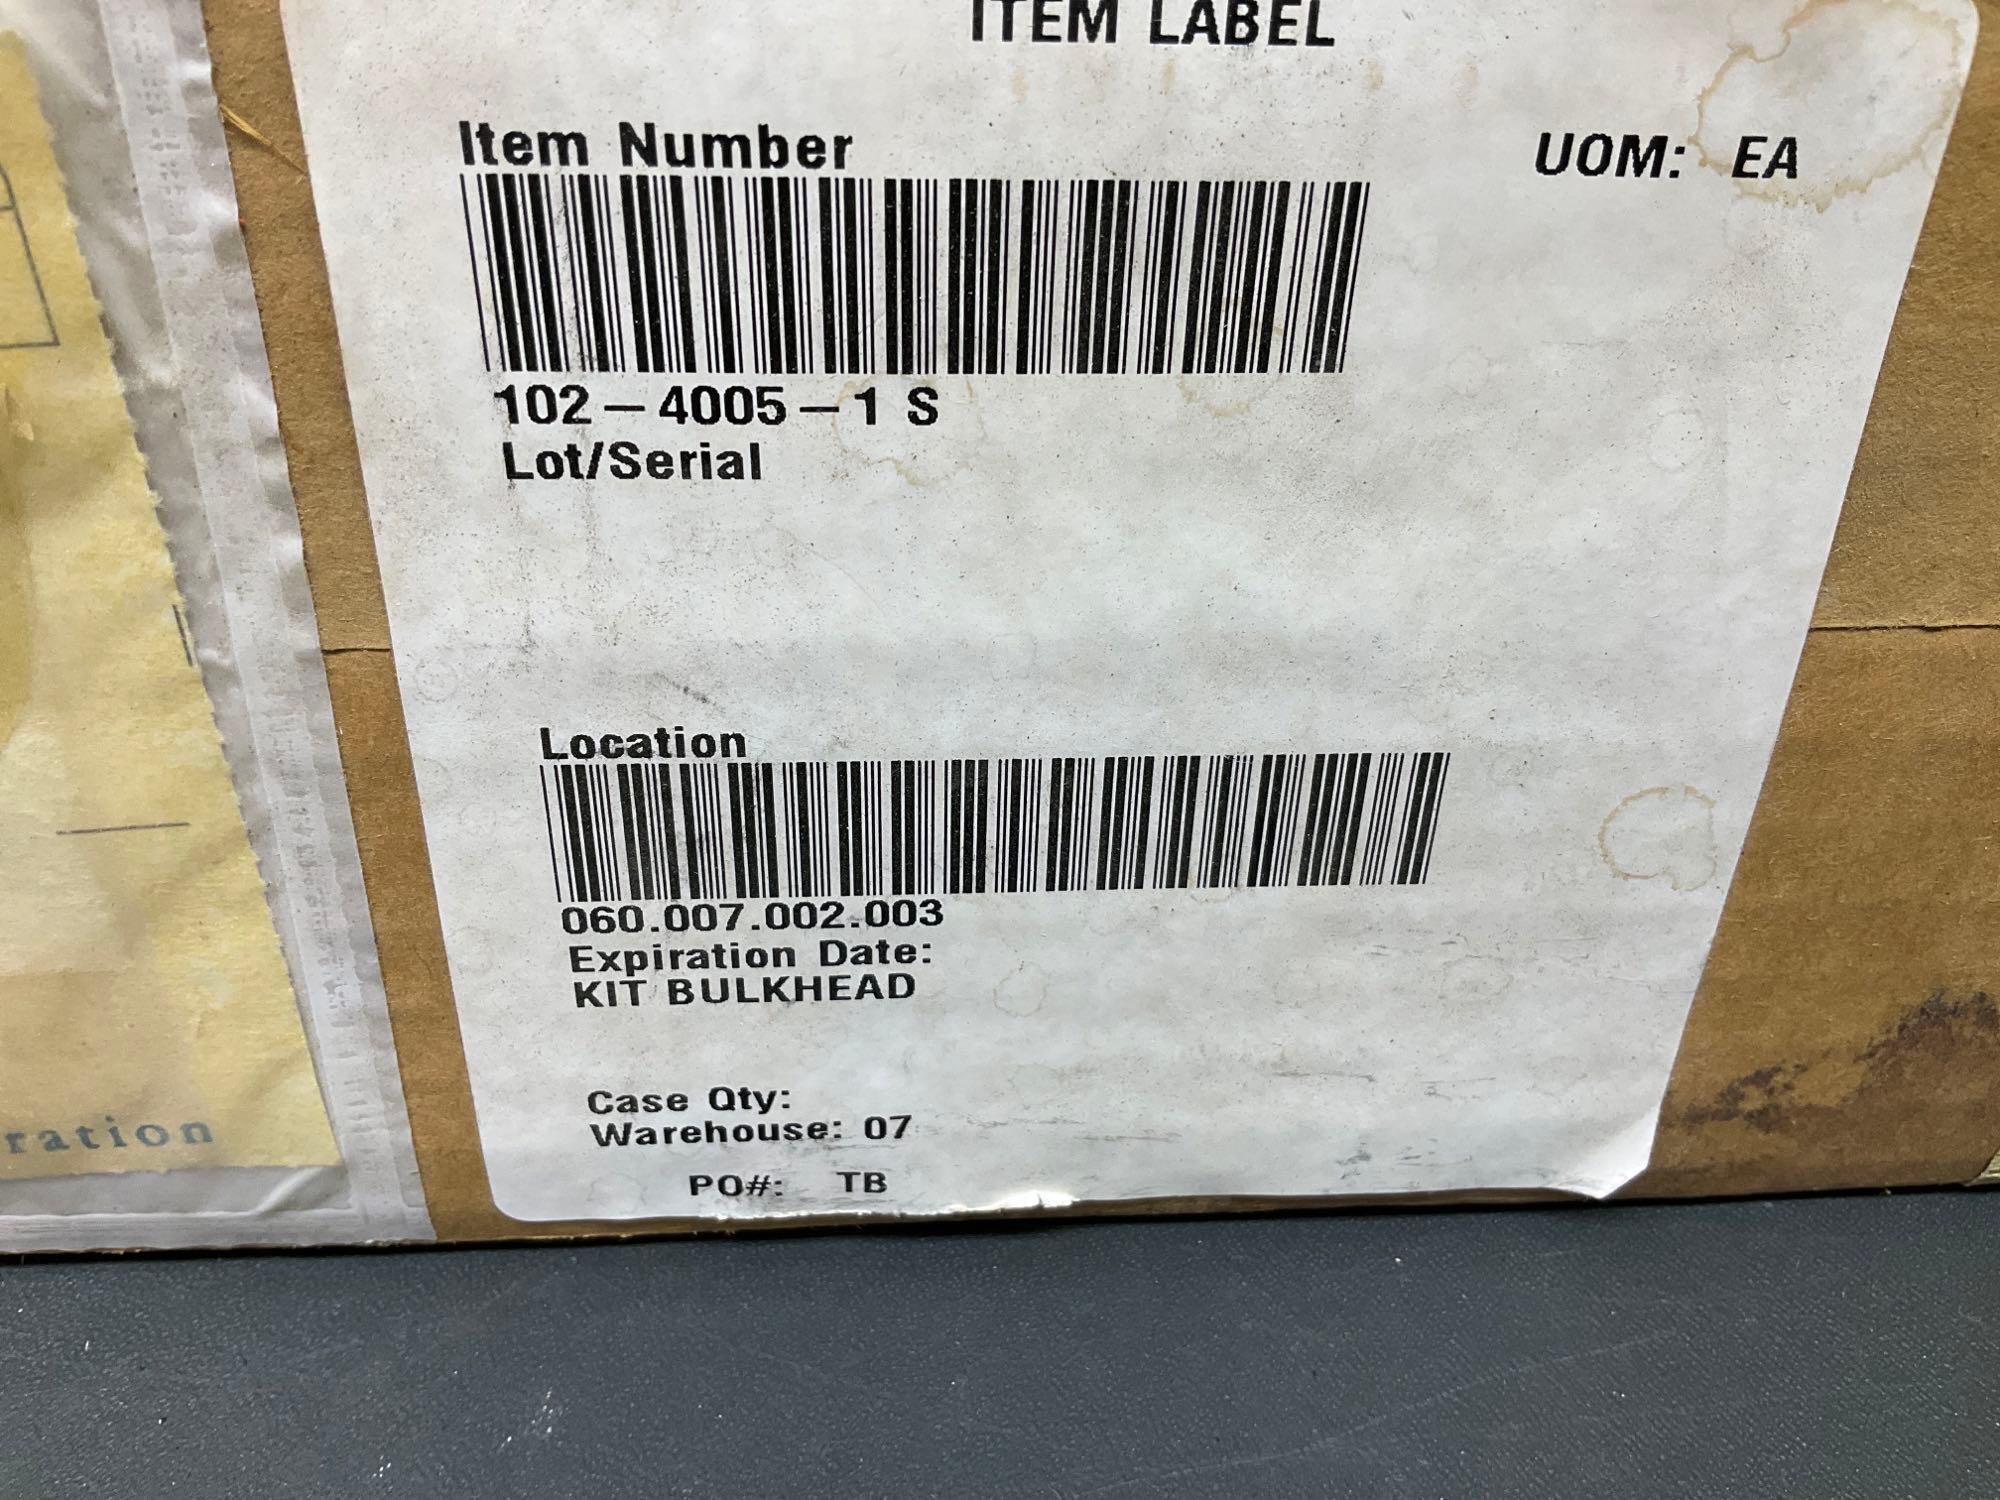 ITEM LABEL
Item Number
UOM: EA
102-4005-1 S
Lot/Serial
Location
060.007.002.003
Expiration Date:
KIT BULKHEAD
Case Qty:
Warehouse: 07
PO#: TB
ration